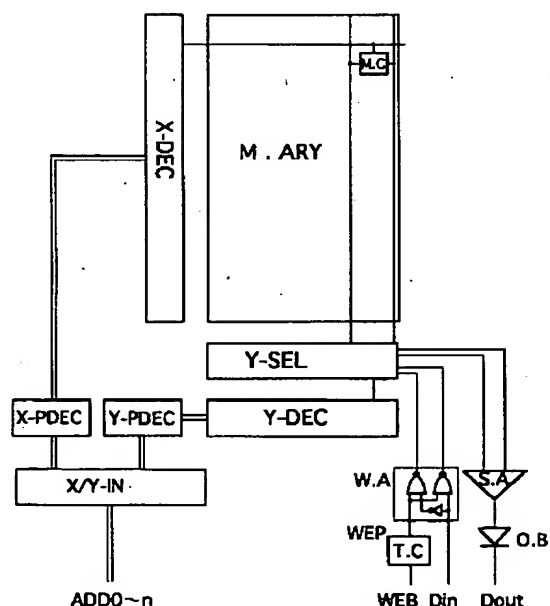 M.C
X-DEC
M . ARY
Y-SEL
X-PDEC
Y-PDEC
Y-DEC
X/Y-IN
W.A
S.A
WEP
T.C
O.B
ADD0~n
WEB
Din
Dout